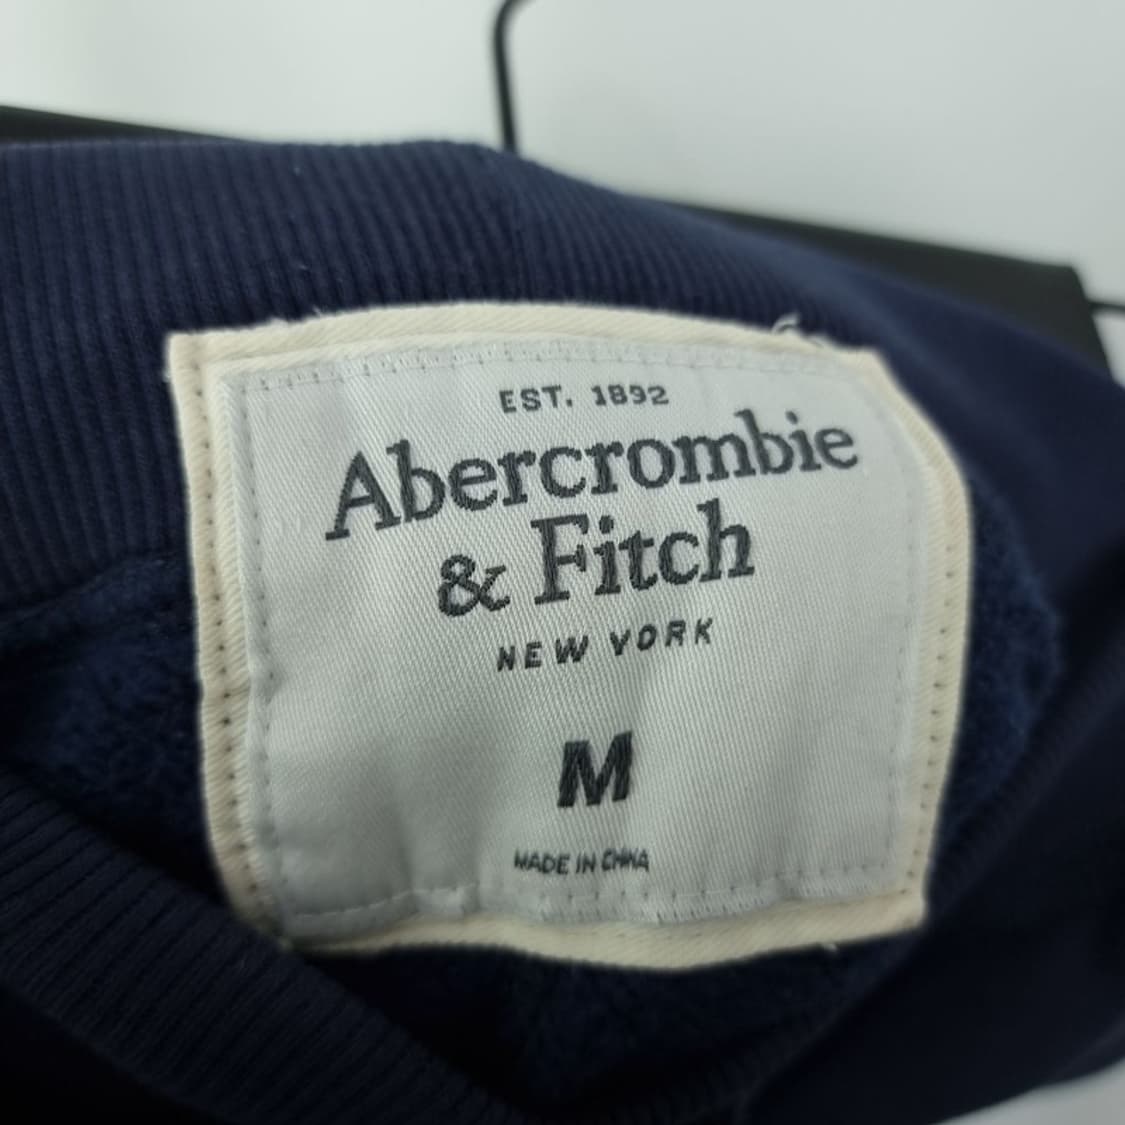 EST. 1892
Abercrombie
& Fitch
NEW YORK
M
MADE IN CHINA